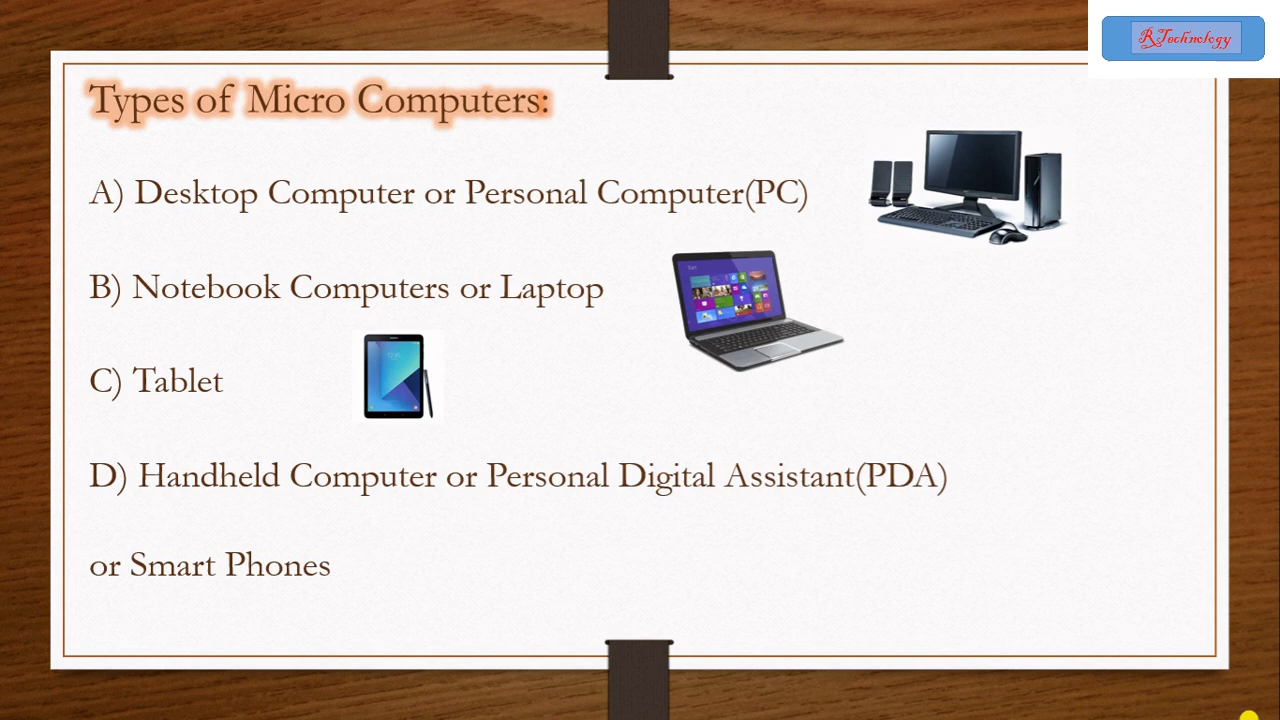 RTechnology
Types of Micro Computers:
A) Desktop Computer or Personal Computer(PC)
B) Notebook Computers or Laptop
C) Tablet
D) Handheld Computer or Personal Digital Assistant(PDA)
or Smart Phones